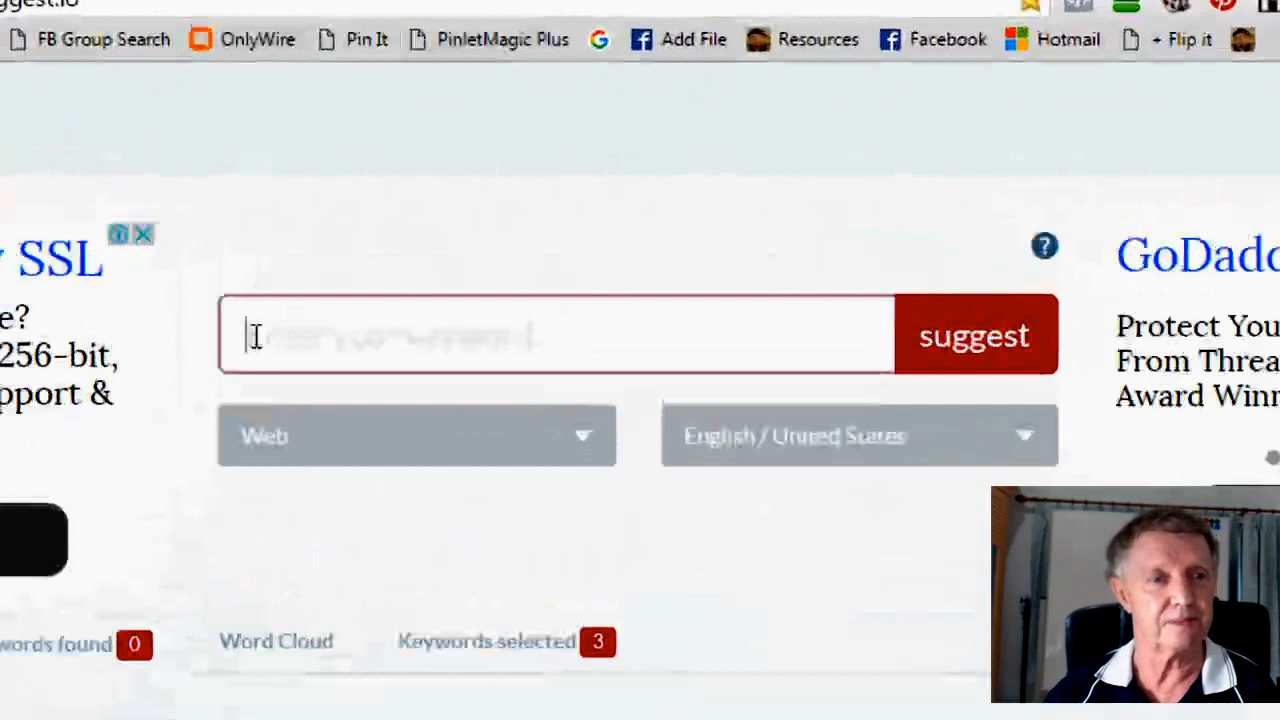 FB Group Search OnlyWire Pin It PinletMagic Plus Add File Resources Facebook Hotmail + Flip it
SSL
e?
256-bit,
pport &
suggest
Web
English / United States
GoDadd
Protect You
From Threa
Award Winn
words found 0
Word Cloud
Keywords selected 3